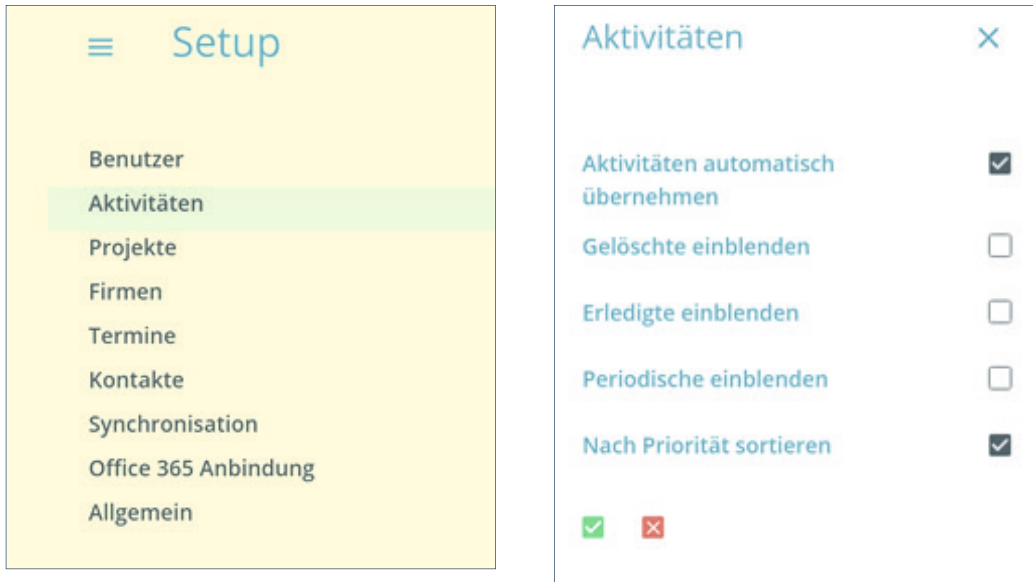 Setup
Benutzer
Aktivitäten
Projekte
Firmen
Termine
Kontakte
Synchronisation
Office 365 Anbindung
Allgemein
Aktivitäten
Aktivitäten automatisch
übernehmen
Gelöschte einblenden
Erledigte einblenden
Periodische einblenden
Nach Priorität sortieren